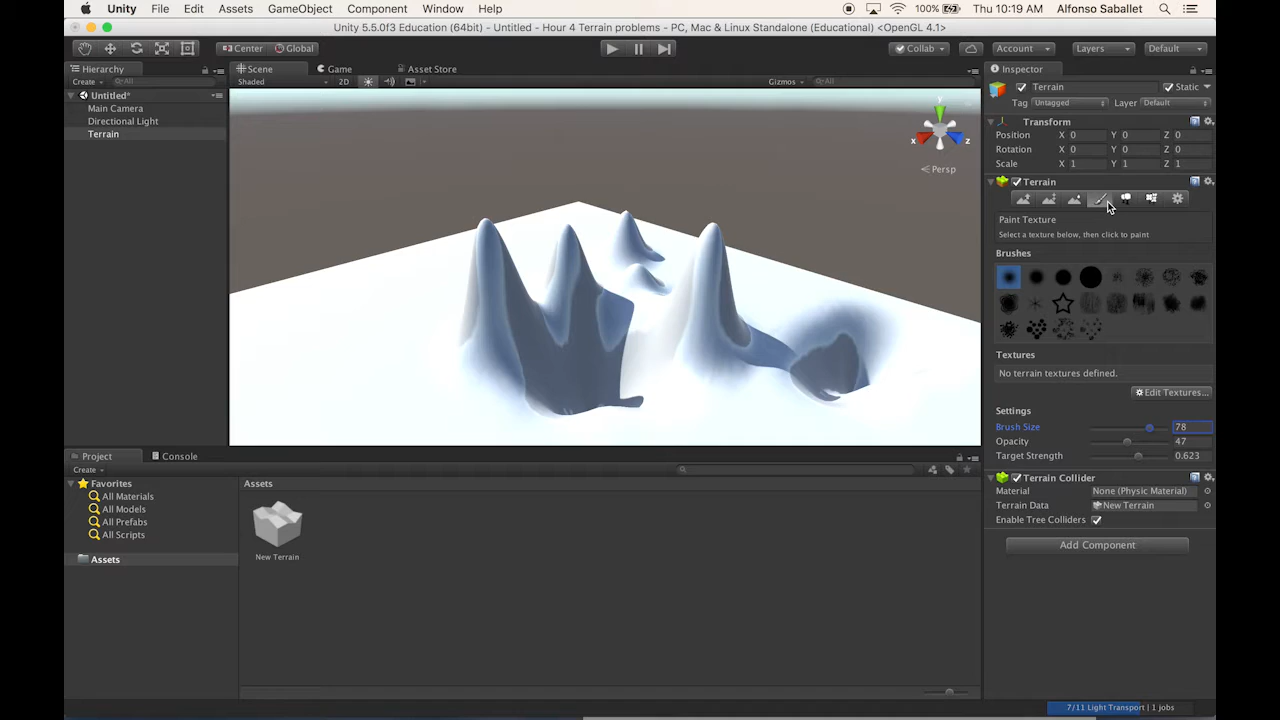 Unity File Edit Assets GameObject Component Window Help 100% Thu 10:19 AM Alfonso Saballet
Unity 5.5.0f3 Education (64bit) - Untitled - Hour 4 Terrain problems - PC, Mac & Linux Standalone (Educational) <OpenGL 4.1>
Center Global Collab Account Layers Default
Hierarchy Scene Game Asset Store Inspector
Create All Shaded 2D Gizmos All
Terrain Static
Tag Untagged Layer Default
Untitled*
Main Camera
Directional Light
Terrain
y
x z
Persp
Transform
Position X 0 Y 0 Z 0
Rotation X 0 Y 0 Z 0
Scale X 1 Y 1 Z 1
Terrain
Paint Texture
Select a texture below, then click to paint
Brushes
Textures
No terrain textures defined.
Edit Textures...
Settings
Brush Size 78
Opacity 47
Target Strength 0.623
Terrain Collider
Material None (Physic Material)
Terrain Data New Terrain
Enable Tree Colliders
Add Component
Project Console
Create
Favorites
All Materials
All Models
All Prefabs
All Scripts
Assets
Assets
New Terrain
7/11 Light Transport | 1 jobs